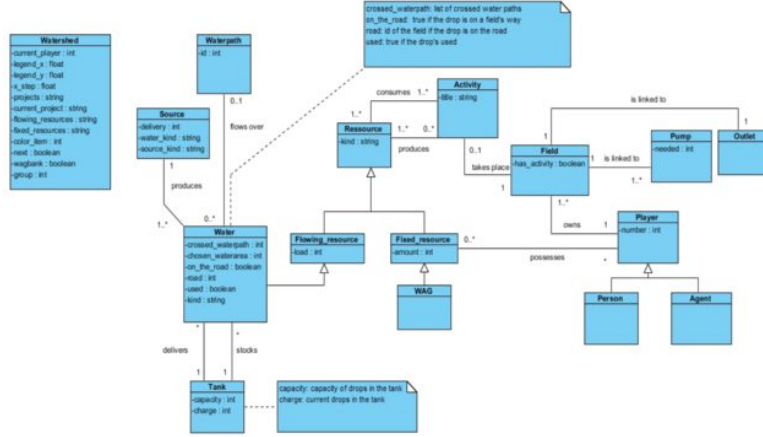 crossed_waterpath: list of crossed water paths
on_the_road: true if the drop is on a field's way
road: id of the field if the drop is on the road
used: true if the drop's used
Watershed
-current_player : int
-legend_x : float
-legend_y : float
-x_step : float
-projects : string
-current_project : string
-flowing_resources : string
-fixed_resources : string
-color_item : int
-next : boolean
-wagbank : boolean
-group : int
Waterpath
-id : int
0..1
flows over
0..*
Source
-delivery : int
-water_kind : string
-source_kind : string
1
produces
1..*
Activity
-title : string
consumes 1..*
1..*
Ressource
-kind : string
1..* 0..*
produces
0..1
takes place
1
Field
-has_activity : boolean
is linked to
1
1
Outlet
Pump
-needed : int
1
is linked to
1..*
1..*
owns
1
Player
-number : int
Person
Agent
Water
-crossed_waterpath : int
-chosen_waterarea : int
-on_the_road : boolean
-road : int
-used : boolean
-kind : string
Flowing_resource
-load : int
Fixed_resource
-amount : int
0..*
possesses
*
WAG
*
*
delivers
stocks
1
1
Tank
-capacity : int
-charge : int
capacity: capacity of drops in the tank
charge: current drops in the tank